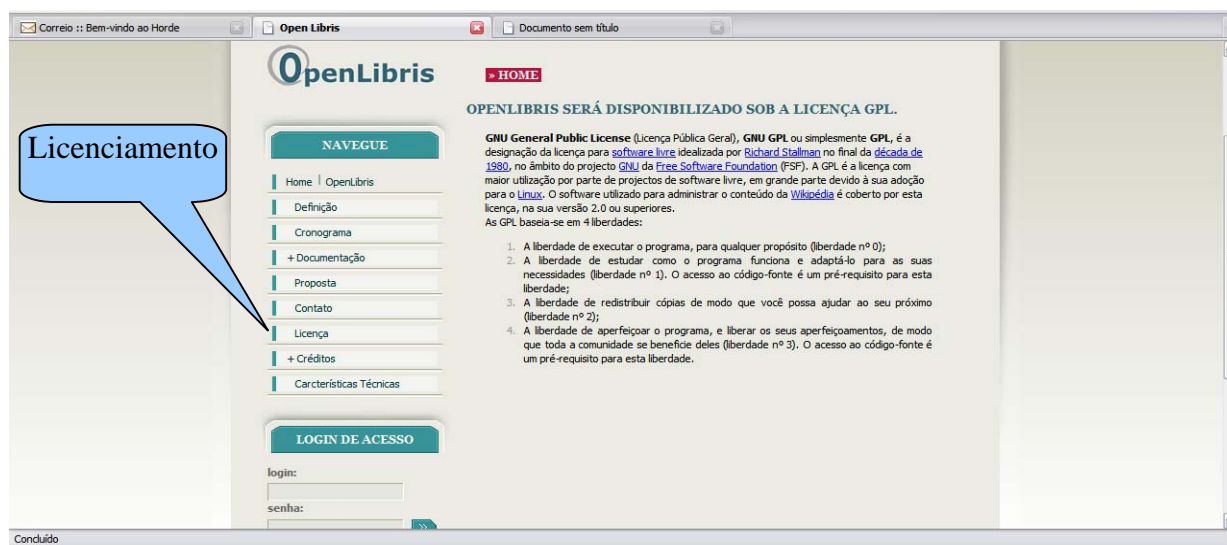 Correio :: Bem-vindo ao Horde
Open Libris
Documento sem título
OpenLibris
» HOME
OPENLIBRIS SERÁ DISPONIBILIZADO SOB A LICENÇA GPL.
Licenciamento
NAVEGUE
Home | OpenLibris
Definição
Cronograma
+ Documentação
Proposta
Contato
Licença
+ Créditos
Carcterísticas Técnicas
LOGIN DE ACESSO
login:
senha:
»
GNU General Public License (Licença Pública Geral), GNU GPL ou simplesmente GPL, é a
designação da licença para software livre idealizada por Richard Stallman no final da década de
1980, no âmbito do projecto GNU da Free Software Foundation (FSF). A GPL é a licença com
maior utilização por parte de projectos de software livre, em grande parte devido à sua adoção
para o Linux. O software utilizado para administrar o conteúdo da Wikipédia é coberto por esta
licença, na sua versão 2.0 ou superiores.
As GPL baseia-se em 4 liberdades:
1. A liberdade de executar o programa, para qualquer propósito (liberdade nº 0);
2. A liberdade de estudar como o programa funciona e adaptá-lo para as suas
necessidades (liberdade nº 1). O acesso ao código-fonte é um pré-requisito para esta
liberdade;
3. A liberdade de redistribuir cópias de modo que você possa ajudar ao seu próximo
(liberdade nº 2);
4. A liberdade de aperfeiçoar o programa, e liberar os seus aperfeiçoamentos, de modo
que toda a comunidade se beneficie deles (liberdade nº 3). O acesso ao código-fonte é
um pré-requisito para esta liberdade.
Concluído